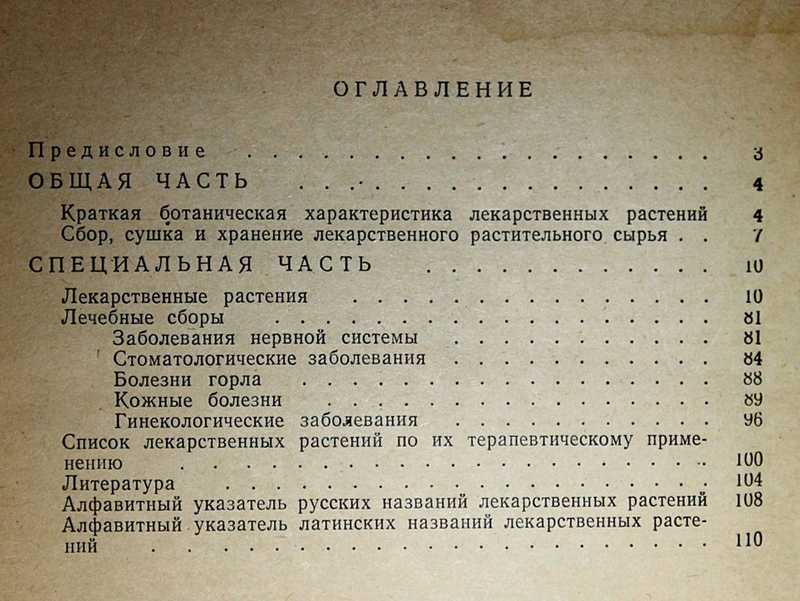 ОГЛАВЛЕНИЕ
Предисловие . . . . . . . . . . . . . . . . . . . 3
ОБЩАЯ ЧАСТЬ . . . . . . . . . . . . . . . . . 4
Краткая ботаническая характеристика лекарственных растений 4
Сбор, сушка и хранение лекарственного растительного сырья . . 7
СПЕЦИАЛЬНАЯ ЧАСТЬ . . . . . . . . . . . . 10
Лекарственные растения . . . . . . . . . . . . . . . 10
Лечебные сборы . . . . . . . . . . . . . . . . . . 81
Заболевания нервной системы . . . . . . . . . . 81
Стоматологические заболевания . . . . . . . . . . 84
Болезни горла . . . . . . . . . . . . . . . . . 88
Кожные болезни . . . . . . . . . . . . . . . 89
Гинекологические заболевания . . . . . . . . . . 96
Список лекарственных растений по их терапевтическому приме-
нению . . . . . . . . . . . . . . . . . . . . . 100
Литература . . . . . . . . . . . . . . . . . . . . 104
Алфавитный указатель русских названий лекарственных растений 108
Алфавитный указатель латинских названий лекарственных расте-
ний . . . . . . . . . . . . . . . . . . . . . . . 110